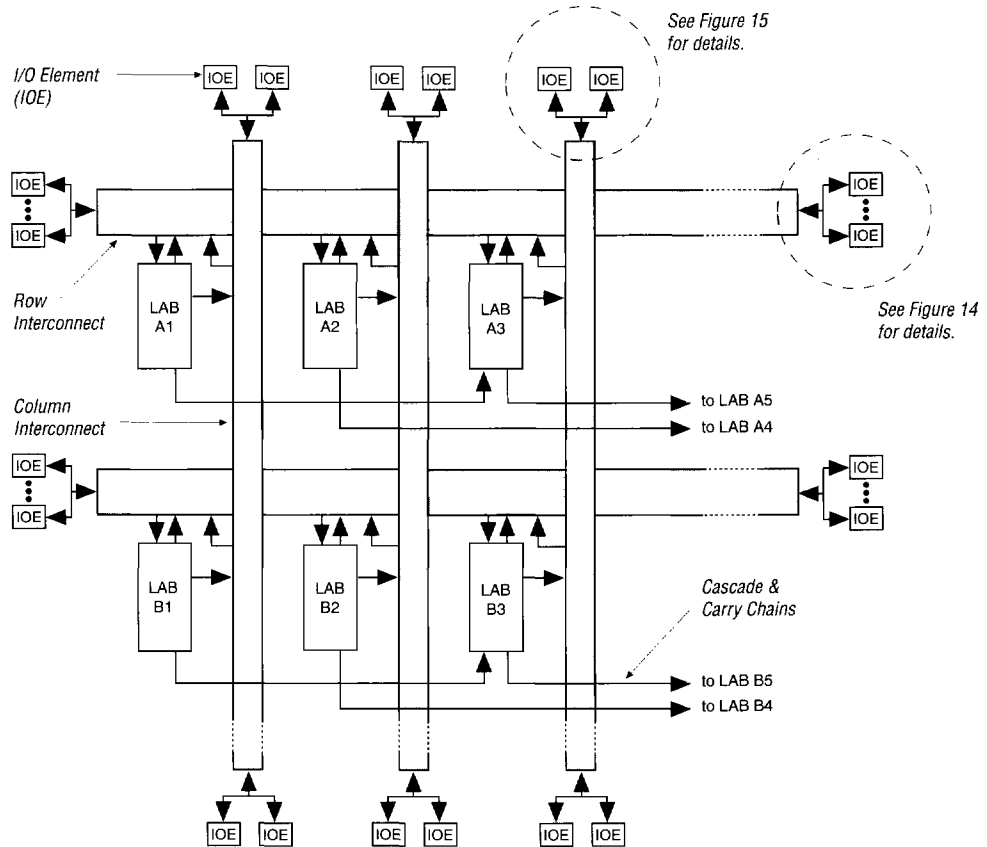 See Figure 15
for details.
I/O Element
(IOE)
IOE IOE IOE IOE IOE IOE
IOE IOE
IOE IOE
Row
Interconnect
LAB
A1
LAB
A2
LAB
A3
See Figure 14
for details.
Column
Interconnect
to LAB A5
to LAB A4
IOE IOE
IOE IOE
LAB
B1
LAB
B2
LAB
B3
Cascade &
Carry Chains
to LAB B5
to LAB B4
IOE IOE IOE IOE IOE IOE